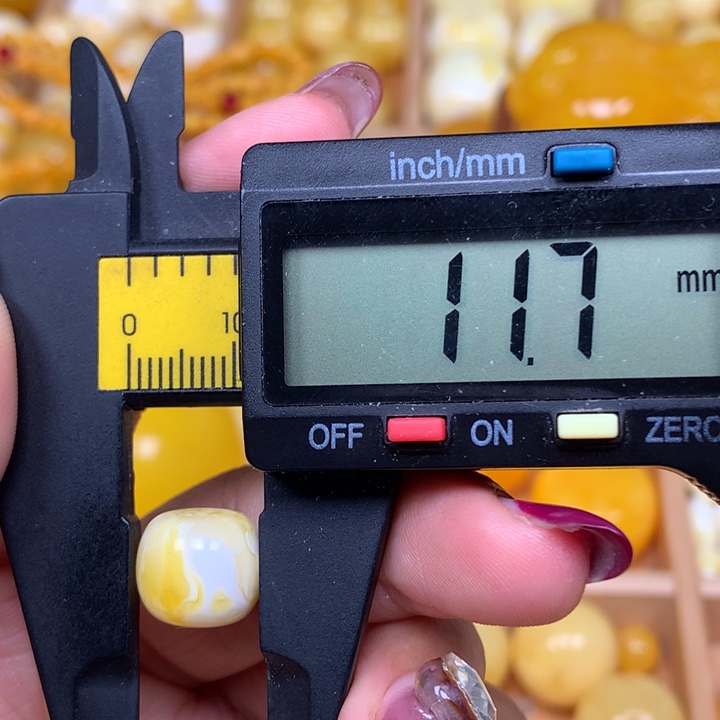 inch/mm
11.7 mm
0 10
OFF ON ZERO